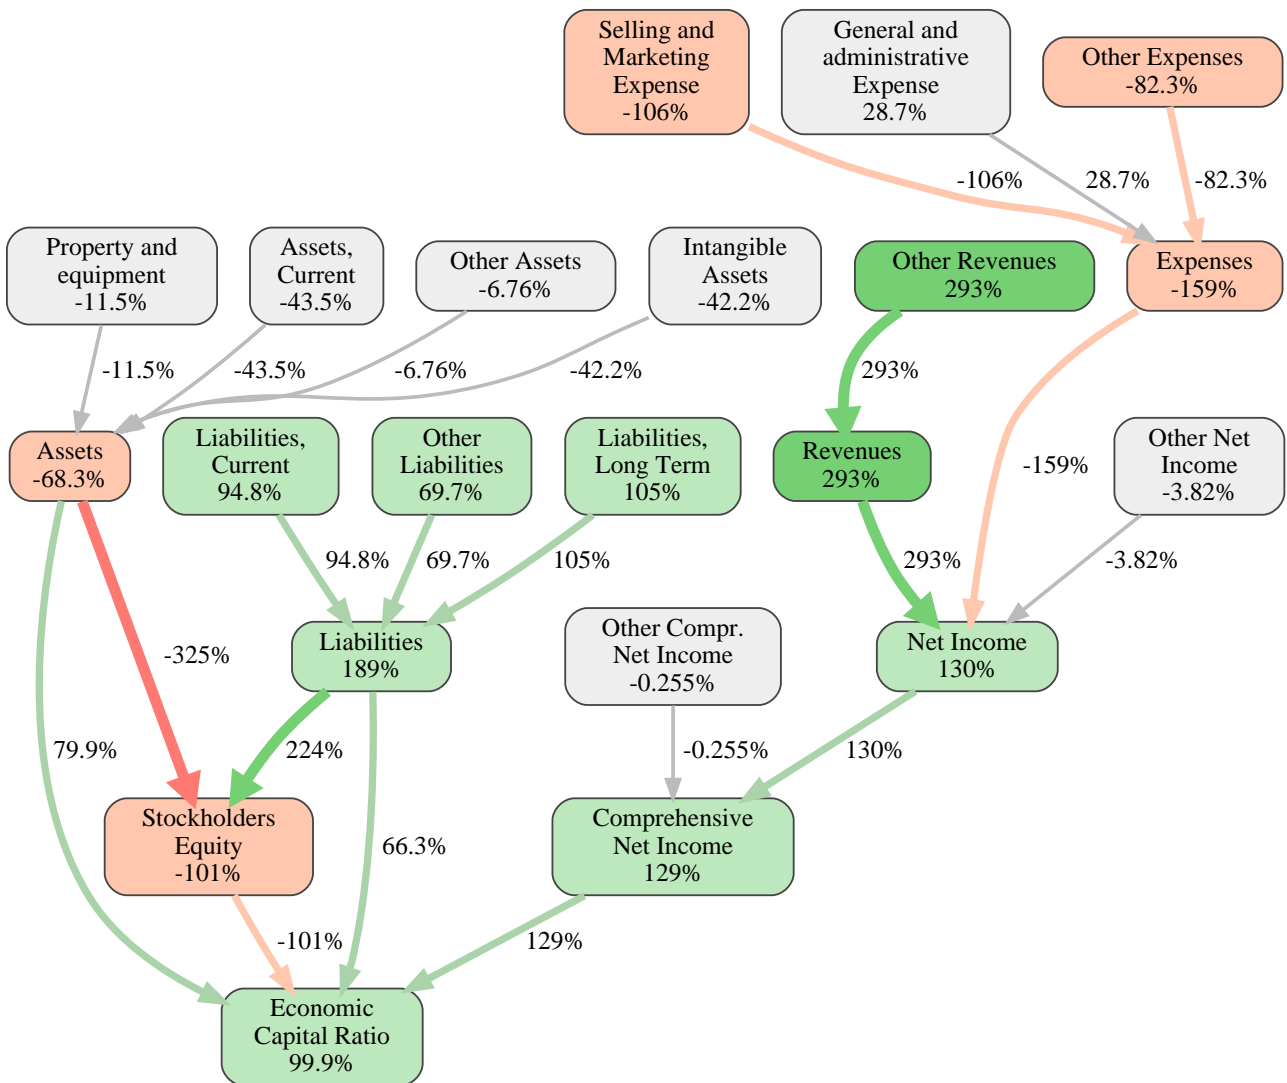 Selling and
Marketing
Expense
-106%
General and
administrative
Expense
28.7%
Other Expenses
-82.3%
-106%
28.7%
-82.3%
Property and
equipment
-11.5%
Assets,
Current
-43.5%
Other Assets
-6.76%
Intangible
Assets
-42.2%
Other Revenues
293%
Expenses
-159%
-11.5%
-43.5%
-6.76%
-42.2%
293%
Assets
-68.3%
Liabilities,
Current
94.8%
Other
Liabilities
69.7%
Liabilities,
Long Term
105%
Revenues
293%
-159%
Other Net
Income
-3.82%
94.8%
69.7%
105%
293%
-3.82%
-325%
Liabilities
189%
Other Compr.
Net Income
-0.255%
Net Income
130%
79.9%
224%
-0.255%
130%
Stockholders
Equity
-101%
66.3%
Comprehensive
Net Income
129%
-101%
129%
Economic
Capital Ratio
99.9%